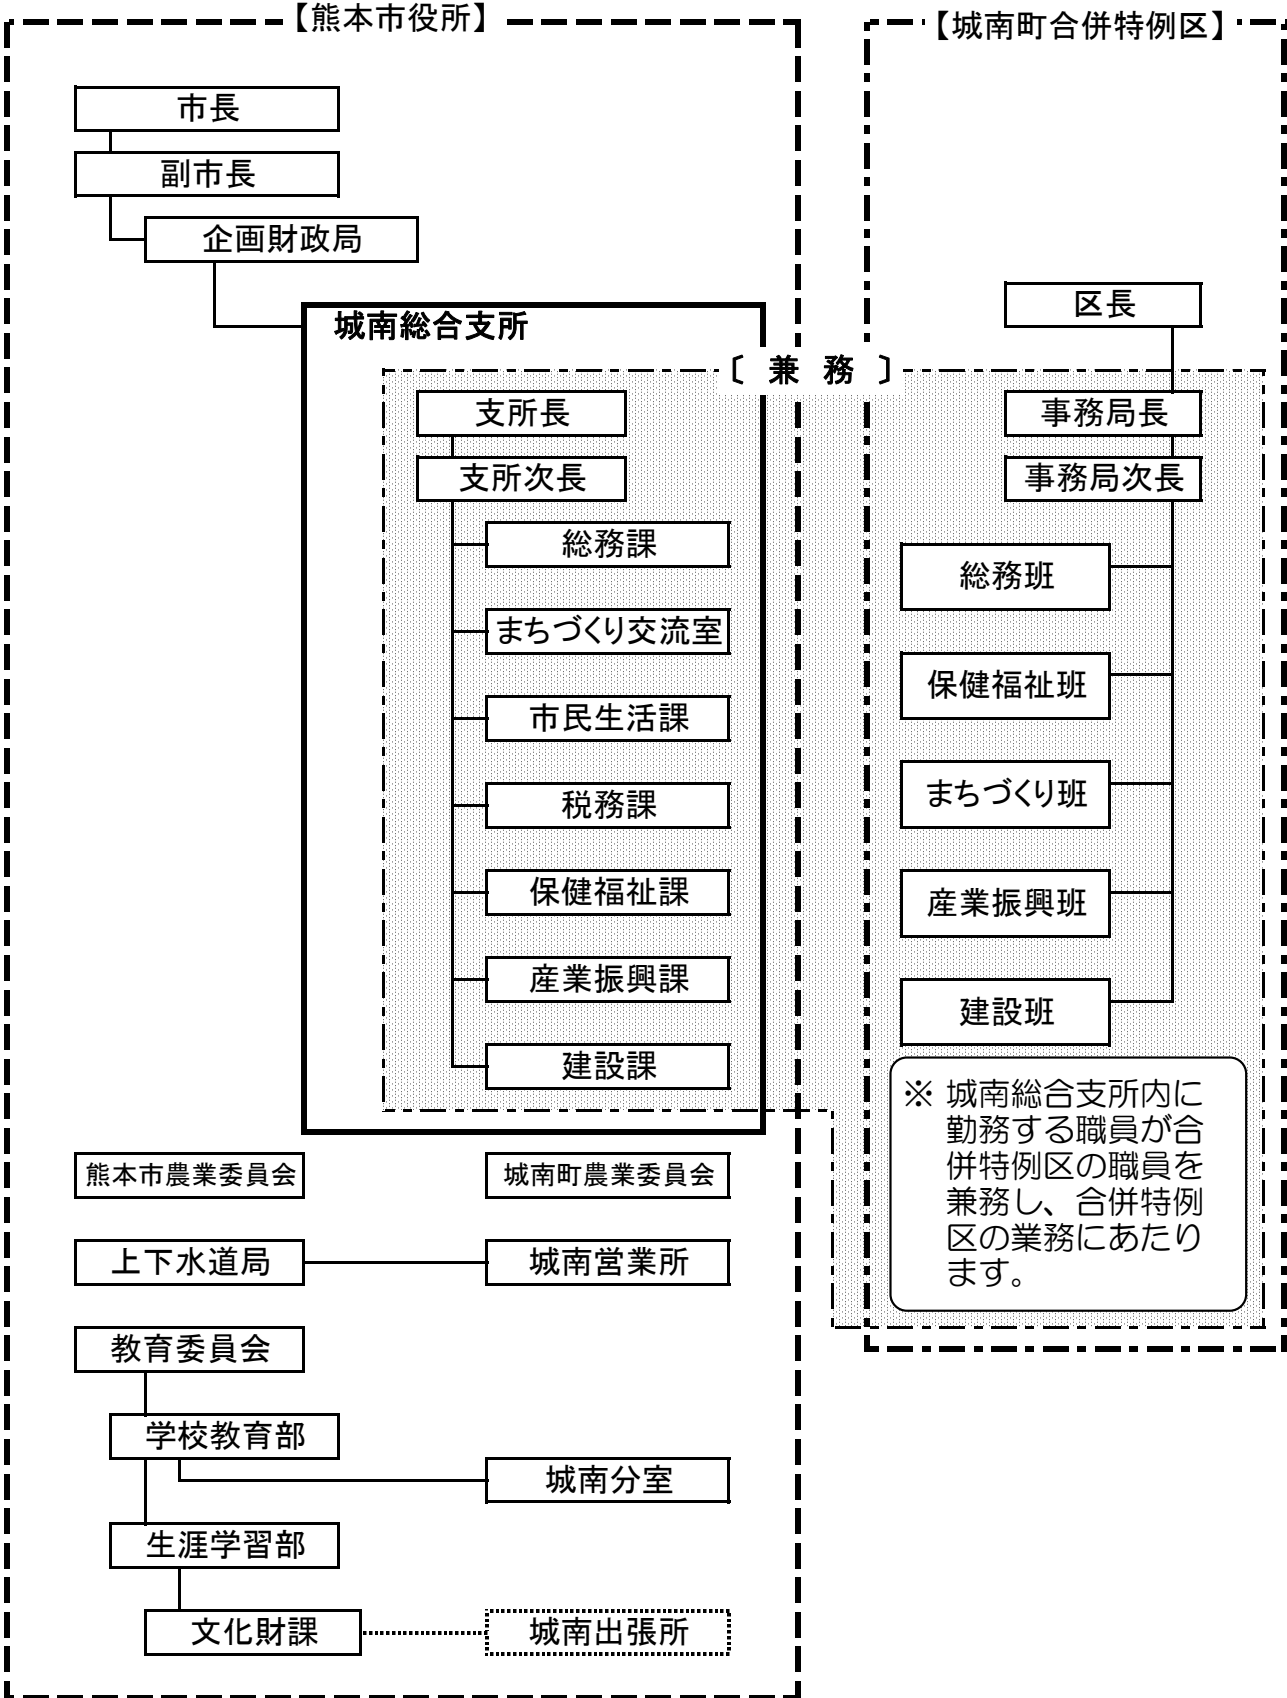 【熊本市役所】
市長
副市長
企画財政局
城南総合支所
〔 兼 務 〕
支所長
支所次長
総務課
まちづくり交流室
市民生活課
税務課
保健福祉課
産業振興課
建設課
熊本市農業委員会
城南町農業委員会
上下水道局
城南営業所
教育委員会
学校教育部
城南分室
生涯学習部
文化財課
城南出張所
【城南町合併特例区】
区長
事務局長
事務局次長
総務班
保健福祉班
まちづくり班
産業振興班
建設班
※ 城南総合支所内に
勤務する職員が合
併特例区の職員を
兼務し、合併特例
区の業務にあたり
ます。